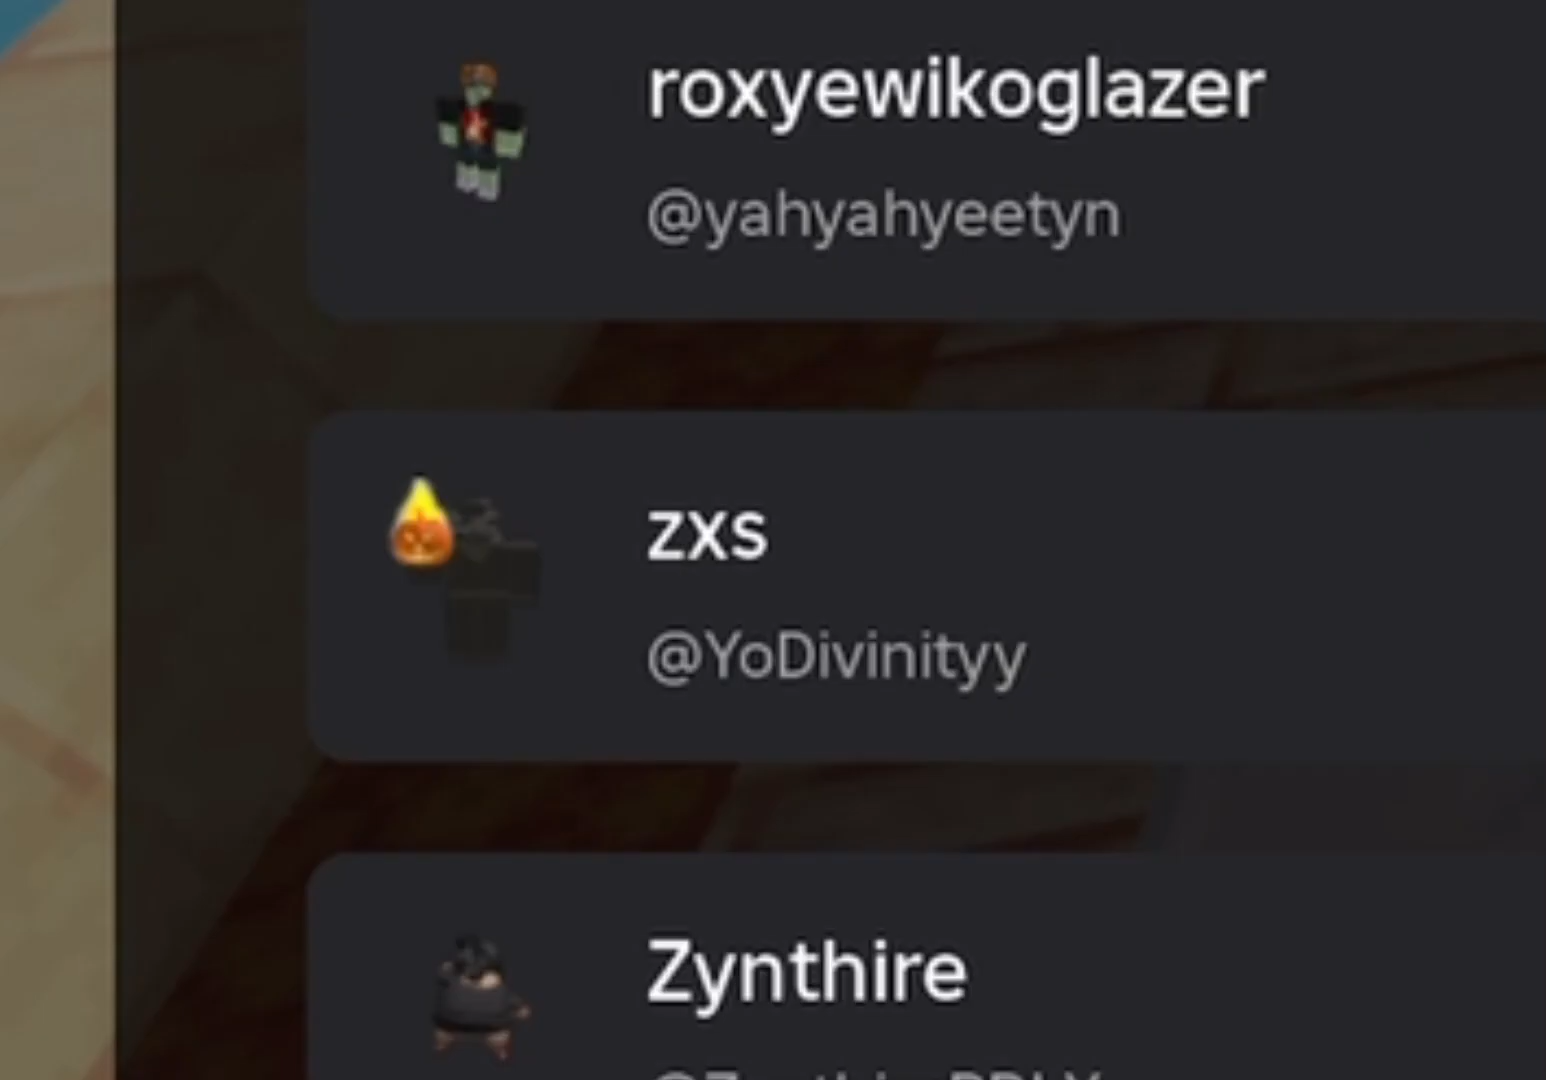 roxyewikoglazer
@yahyahyeetyn
zxs
@YoDivinityy
Zynthire